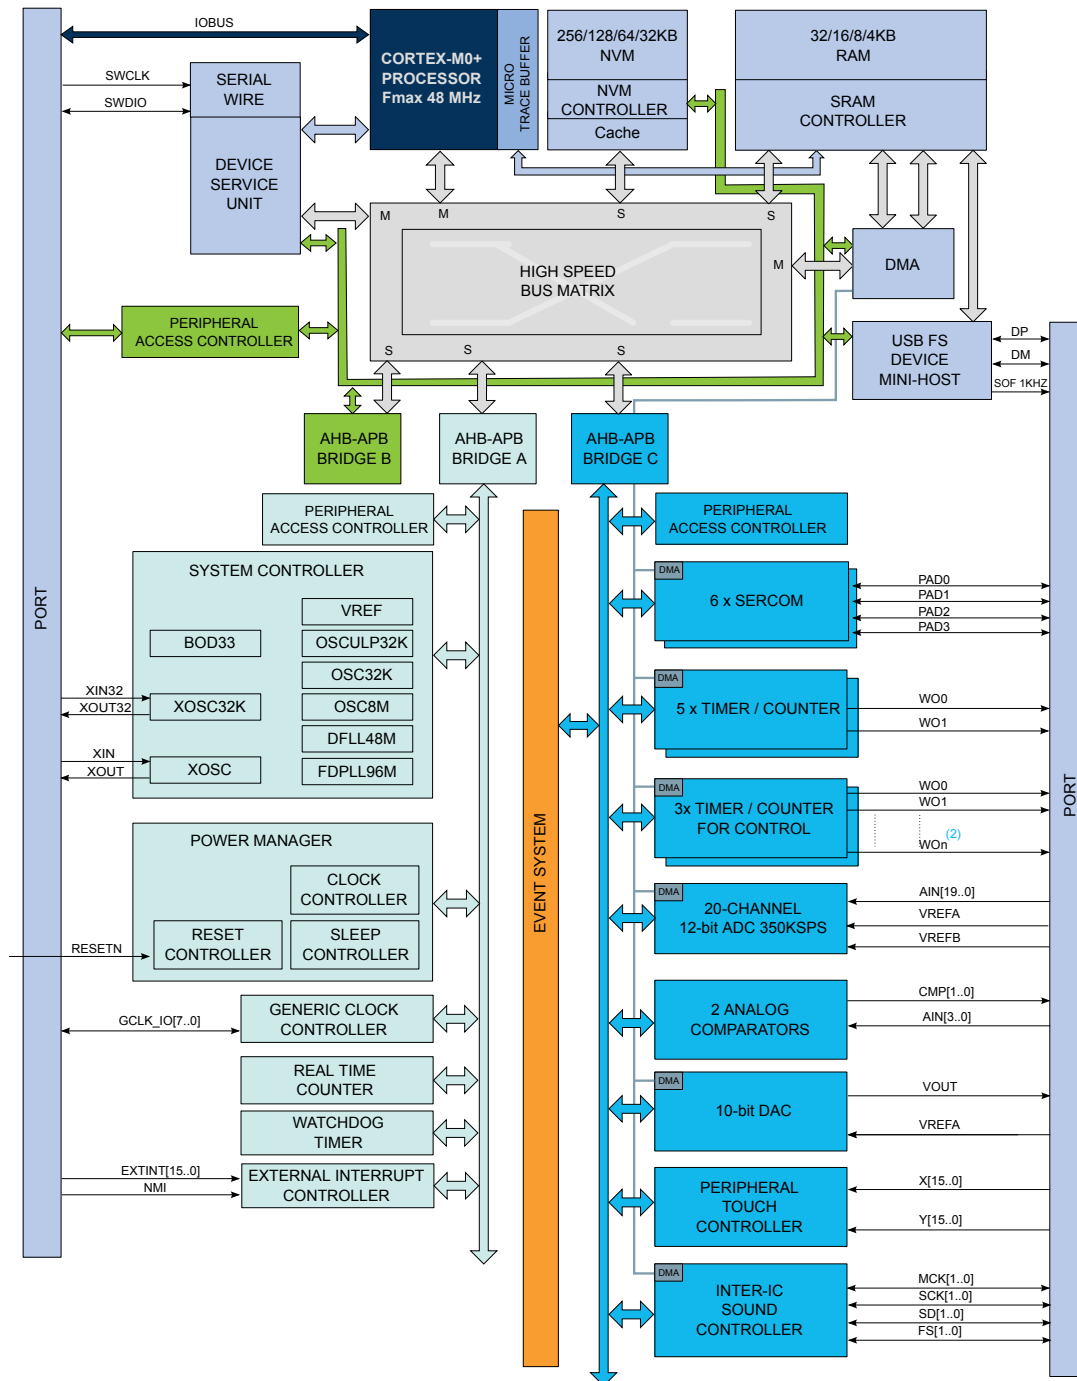 IOBUS
CORTEX-M0+
PROCESSOR
Fmax 48 MHz
MICRO
TRACE BUFFER
256/128/64/32KB
NVM
NVM
CONTROLLER
Cache
32/16/8/4KB
RAM
SRAM
CONTROLLER
SWCLK
SWDIO
SERIAL
WIRE
DEVICE
SERVICE
UNIT
M
M
S
S
M
HIGH SPEED
BUS MATRIX
S
S
S
DMA
PERIPHERAL
ACCESS CONTROLLER
USB FS
DEVICE
MINI-HOST
DP
DM
SOF 1KHZ
AHB-APB
BRIDGE B
AHB-APB
BRIDGE A
AHB-APB
BRIDGE C
PERIPHERAL
ACCESS CONTROLLER
PERIPHERAL
ACCESS CONTROLLER
PORT
SYSTEM CONTROLLER
VREF
BOD33
OSCULP32K
OSC32K
XOSC32K
OSC8M
DFLL48M
XOSC
FDPLL96M
XIN32
XOUT32
XIN
XOUT
POWER MANAGER
CLOCK
CONTROLLER
RESET
CONTROLLER
SLEEP
CONTROLLER
RESETN
GCLK_IO[7..0]
GENERIC CLOCK
CONTROLLER
REAL TIME
COUNTER
WATCHDOG
TIMER
EXTINT[15..0]
NMI
EXTERNAL INTERRUPT
CONTROLLER
EVENT SYSTEM
DMA
6 x SERCOM
PAD0
PAD1
PAD2
PAD3
DMA
5 x TIMER / COUNTER
WO0
WO1
DMA
3x TIMER / COUNTER
FOR CONTROL
WO0
WO1
(2)
WOn
DMA
20-CHANNEL
12-bit ADC 350KSPS
AIN[19..0]
VREFA
VREFB
2 ANALOG
COMPARATORS
CMP[1..0]
AIN[3..0]
DMA
10-bit DAC
VOUT
VREFA
PERIPHERAL
TOUCH
CONTROLLER
X[15..0]
Y[15..0]
DMA
INTER-IC
SOUND
CONTROLLER
MCK[1..0]
SCK[1..0]
SD[1..0]
FS[1..0]
PORT